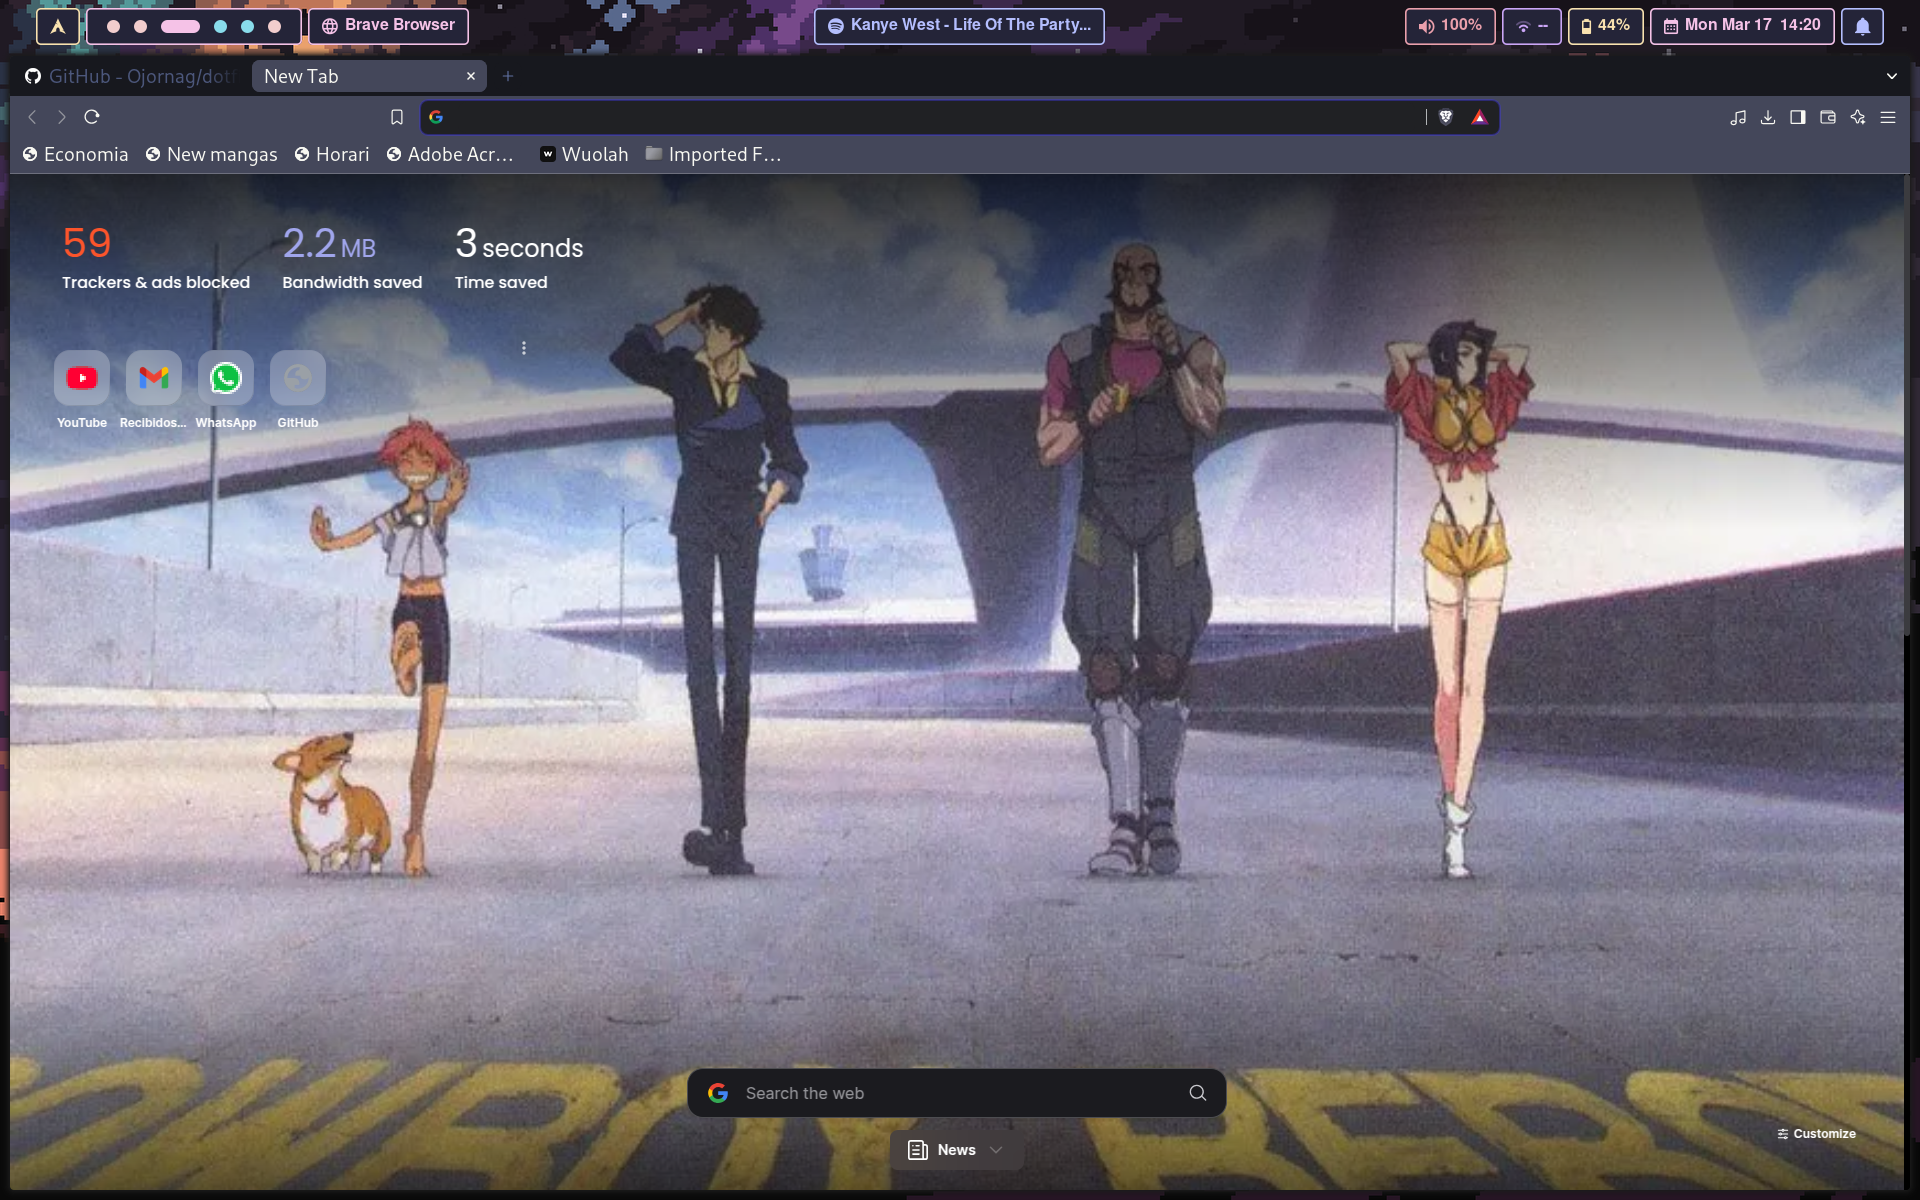 Brave Browser
Kanye West - Life Of The Party...
100%
--
44%
Mon Mar 17 14:20
GitHub - Ojornag/dotf
New Tab
Economia
New mangas
Horari
Adobe Acr...
Wuolah
Imported F...
59
Trackers & ads blocked
2.2 MB
Bandwidth saved
3 seconds
Time saved
YouTube
Recibidos...
WhatsApp
GitHub
OWBOY BEBO
Search the web
News
Customize